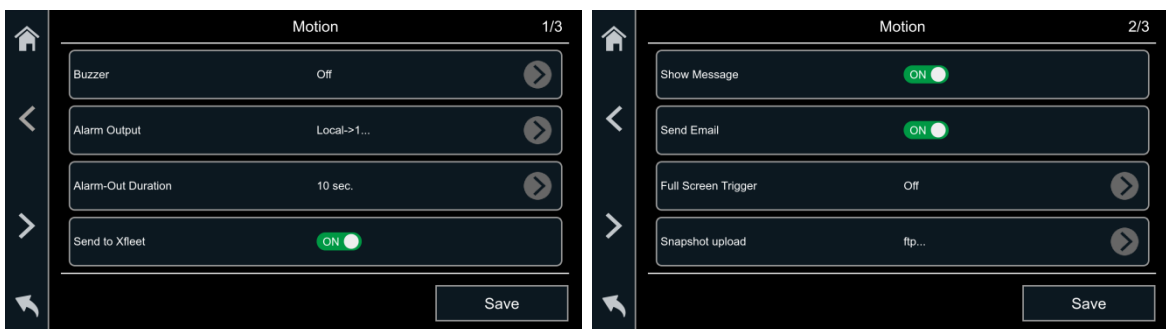 Motion 1/3
Buzzer Off
Alarm Output Local->1...
Alarm-Out Duration 10 sec.
Send to Xfleet ON
Save
Motion 2/3
Show Message ON
Send Email ON
Full Screen Trigger Off
Snapshot upload ftp...
Save